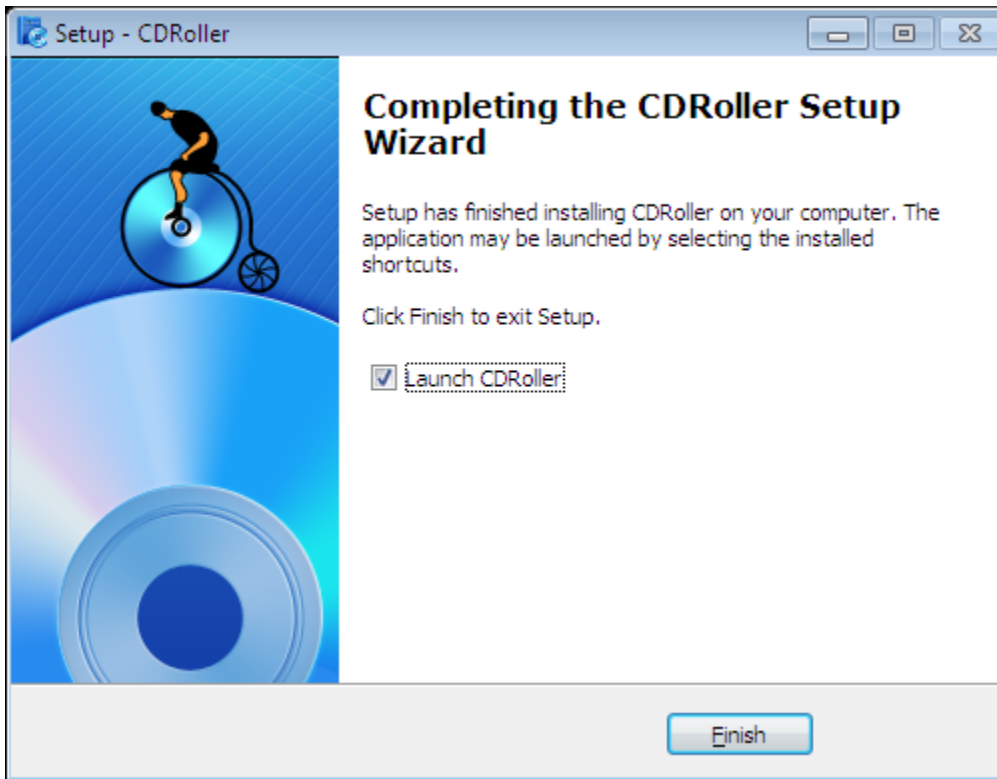 Setup - CDRoller
Completing the CDRoller Setup
Wizard
Setup has finished installing CDRoller on your computer. The
application may be launched by selecting the installed
shortcuts.
Click Finish to exit Setup.
Launch CDRoller
Finish